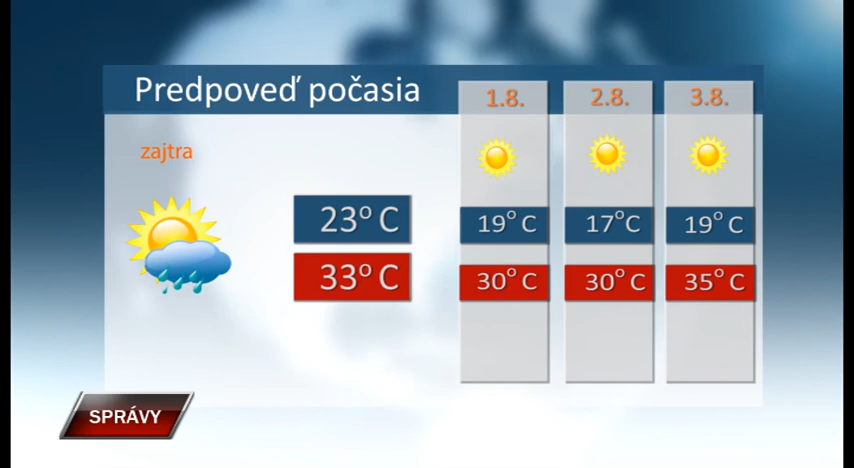 Predpoveď počasia
zajtra
23° C
33° C
1.8.
19° C
30° C
2.8.
17°C
30° C
3.8.
19° C
35° C
SPRÁVY